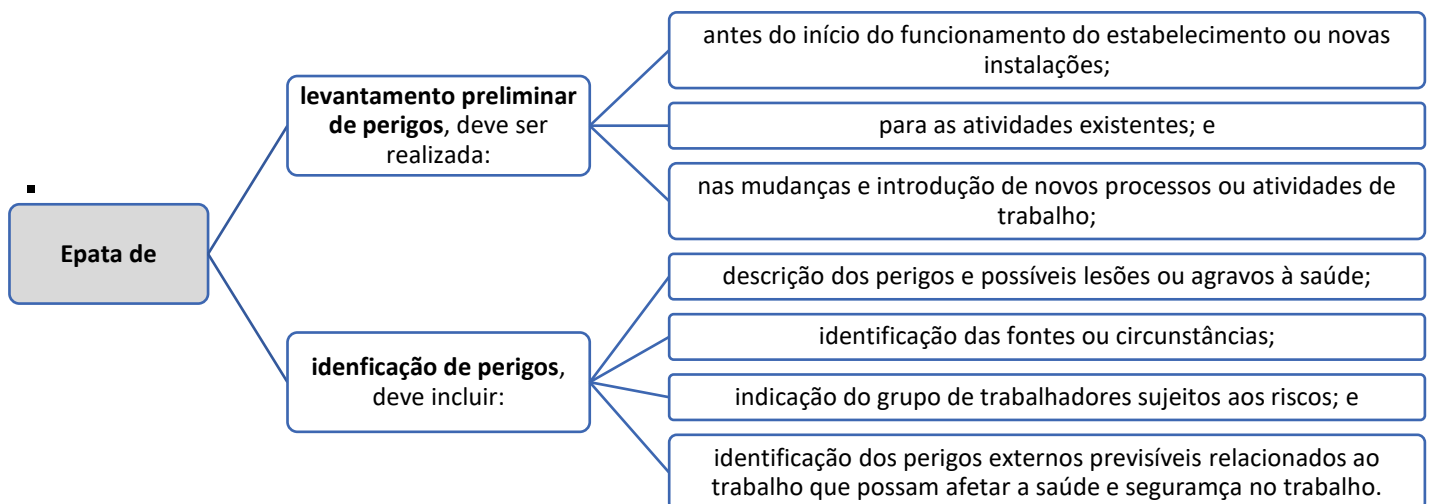 Epata de
levantamento preliminar
de perigos, deve ser
realizada:
antes do início do funcionamento do estabelecimento ou novas
instalações;
para as atividades existentes; e
nas mudanças e introdução de novos processos ou atividades de
trabalho;
idenficação de perigos,
deve incluir:
descrição dos perigos e possíveis lesões ou agravos à saúde;
identificação das fontes ou circunstâncias;
indicação do grupo de trabalhadores sujeitos aos riscos; e
identificação dos perigos externos previsíveis relacionados ao
trabalho que possam afetar a saúde e seguramça no trabalho.